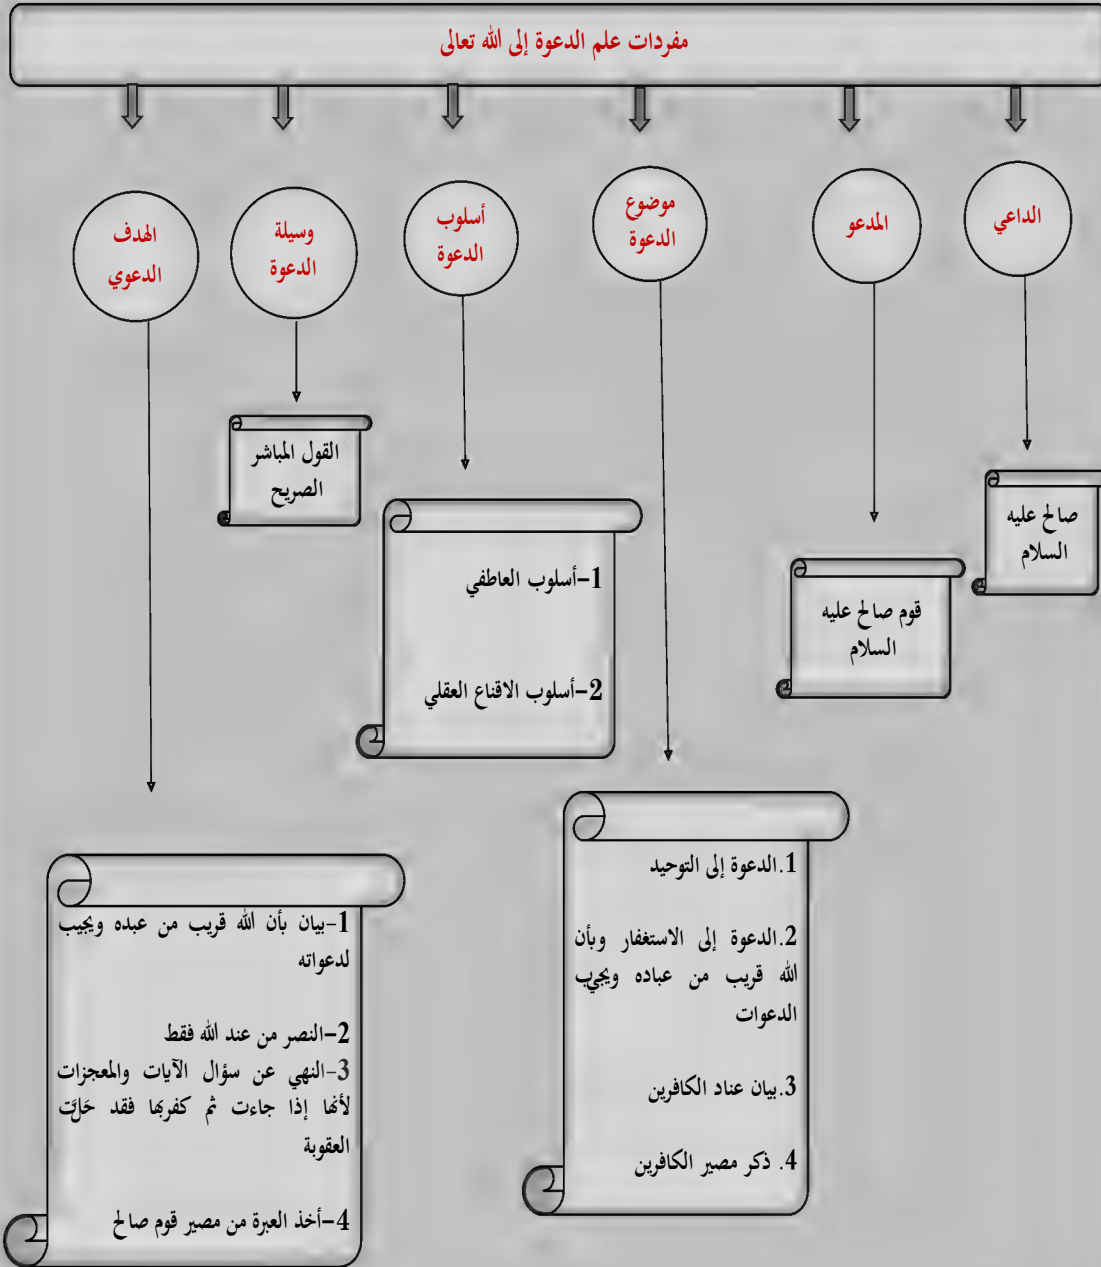 مفردات علم الدعوة إلى الله تعالى
الداعي
المدعو
موضوع
الدعوة
أسلوب
الدعوة
وسيلة
الدعوة
الهدف
الدعوي
صالح عليه
السلام
قوم صالح عليه
السلام
1.الدعوة إلى التوحيد
2.الدعوة إلى الاستغفار وبأن
الله قريب من عباده ويجيب
الدعوات
3.بيان عناد الكافرين
4. ذكر مصير الكافرين
1-أسلوب العاطفي
2-أسلوب الاقناع العقلي
القول المباشر
الصريح
1-بيان بأن الله قريب من عبده ويجيب
لدعواته
2-النصر من عند الله فقط
3-النهي عن سؤال الآيات والمعجزات
لأنها إذا جاءت ثم كفربها فقد حَلَّت
العقوبة
4-أخذ العبرة من مصير قوم صالح